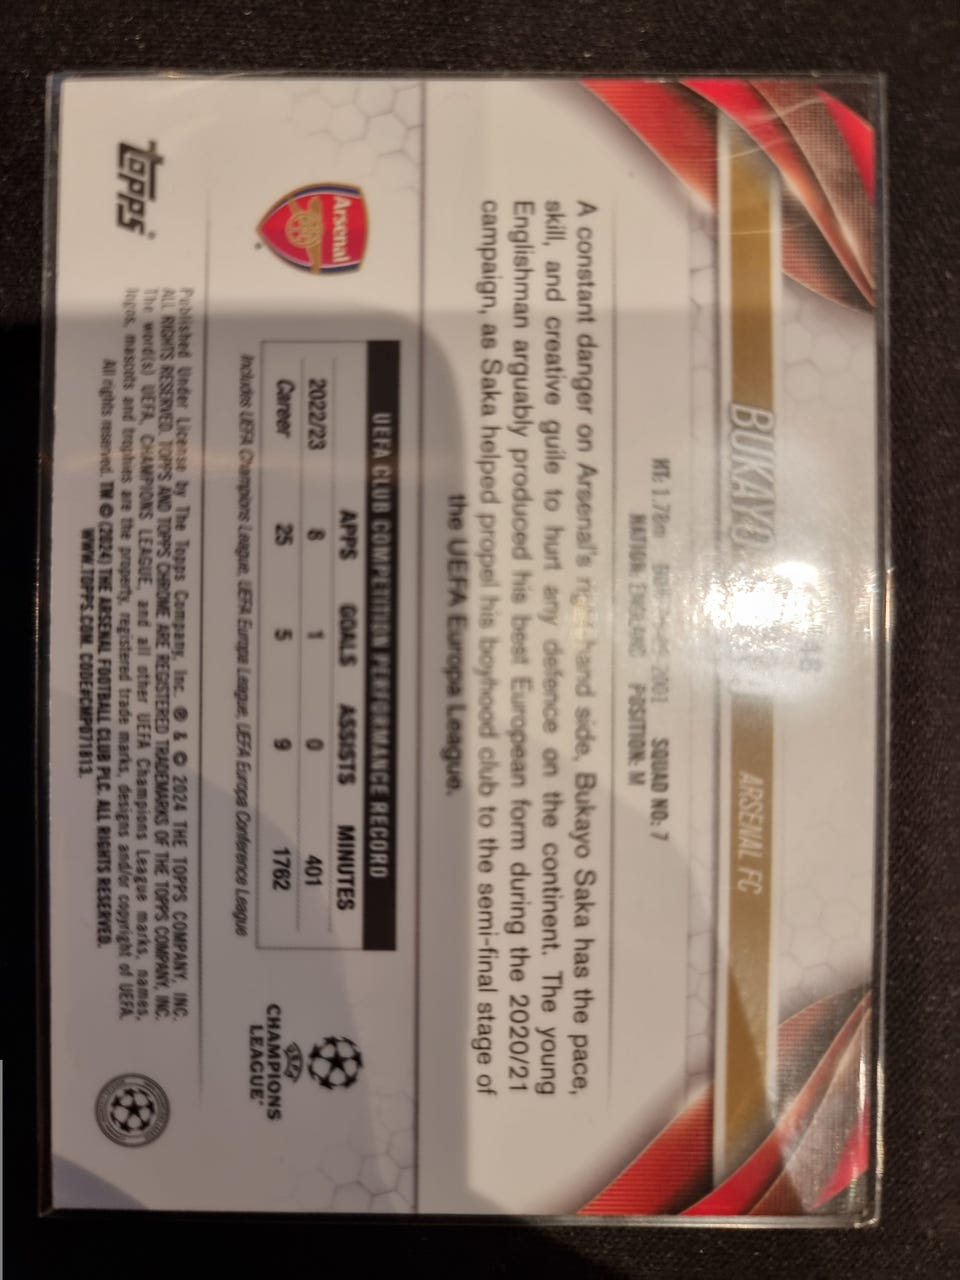 BUKAYO
ARSENAL FC
HT: 1.78m 2001 SQUAD NO: 7
NATION: ENGLAND POSITION: M
A constant danger on Arsenal's right-hand side, Bukayo Saka has the pace,
skill, and creative guile to hurt any defence on the continent. The young
Englishman arguably produced his best European form during the 2020/21
campaign, as Saka helped propel his boyhood club to the semi-final stage of
the UEFA Europa League.
UEFA CLUB COMPETITION PERFORMANCE RECORD
APPS GOALS ASSISTS MINUTES
2022/23 8 1 0 401
Career 25 5 9 1762
Includes UEFA Champions League, UEFA Europa League, UEFA Europa Conference League
Arsenal
UEFA
CHAMPIONS
LEAGUE
TOPPS
Published Under License by The Topps Company, Inc. ® & © 2024 THE TOPPS COMPANY, INC.
ALL RIGHTS RESERVED. TOPPS AND TOPPS CHROME ARE REGISTERED TRADEMARKS OF THE TOPPS COMPANY, INC.
The word(s) UEFA, CHAMPIONS LEAGUE, and all other UEFA Champions League marks, names,
logos, mascots and trophies are the property, registered trade marks, designs and/or copyright of UEFA.
All rights reserved. TM © (2024) THE ARSENAL FOOTBALL CLUB PLC. ALL RIGHTS RESERVED.
WWW.TOPPS.COM. CODE#CMP071813.